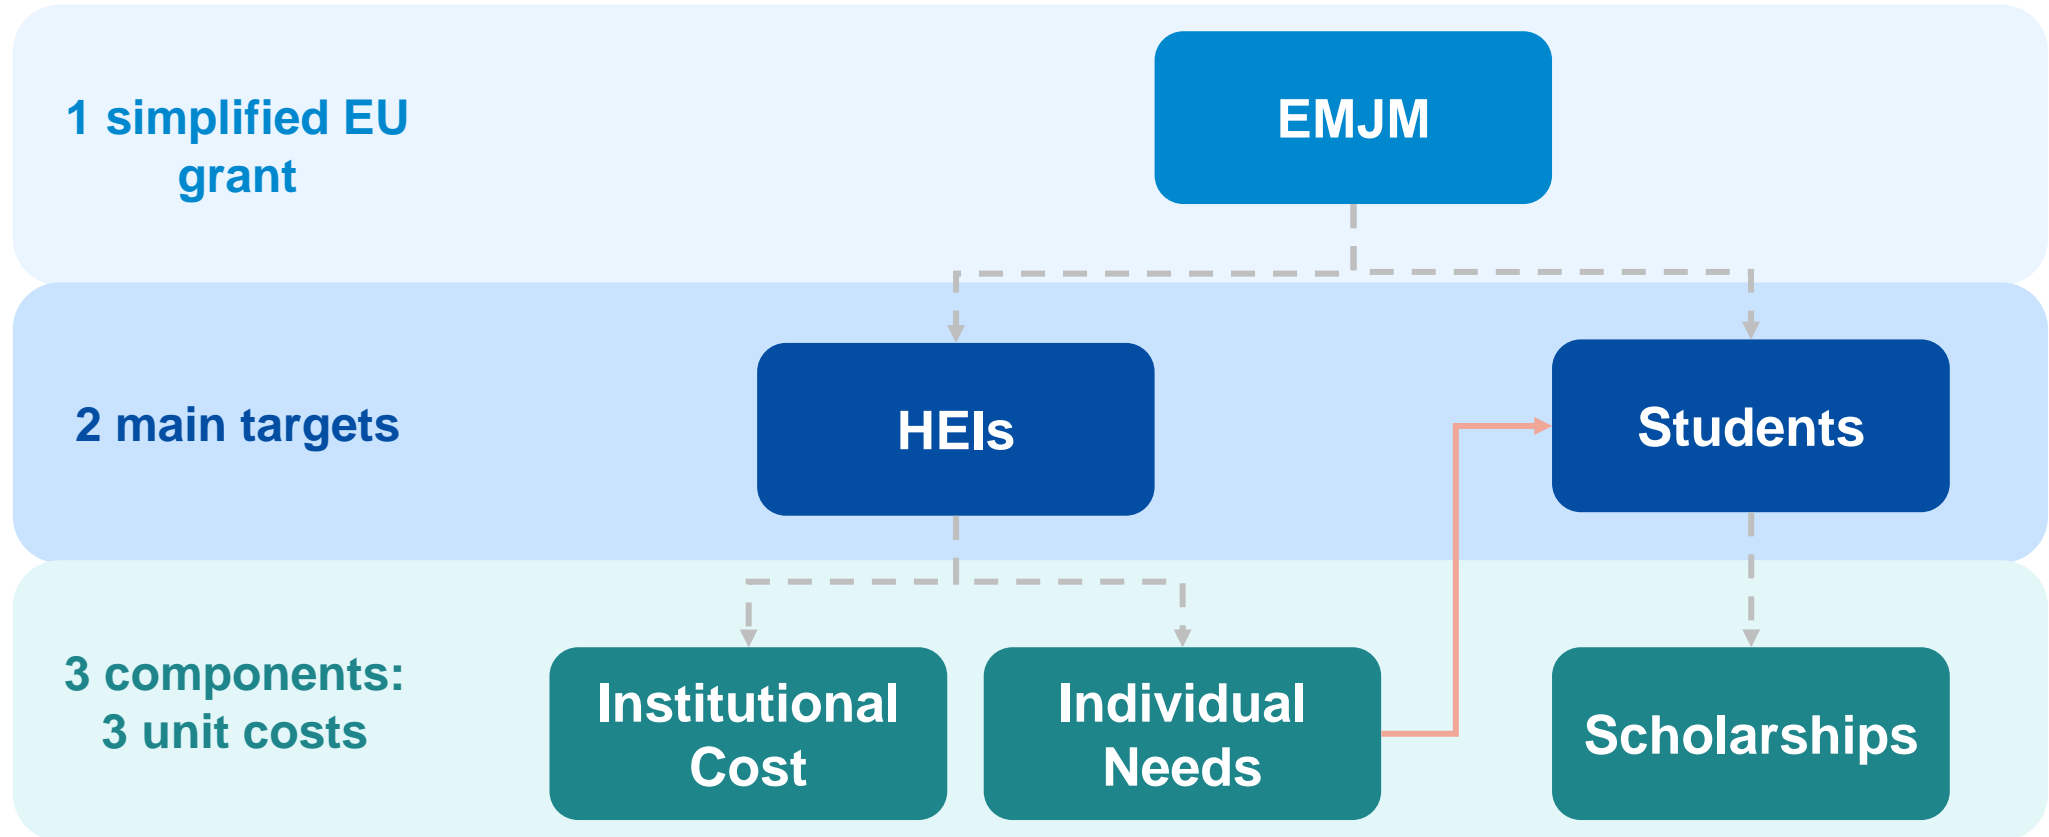 1 simplified EU
grant
EMJM
2 main targets
HEIs
Students
3 components:
3 unit costs
Institutional
Cost
Individual
Needs
Scholarships